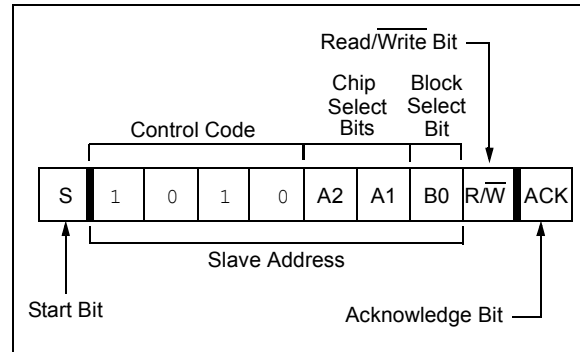 Read/Write Bit
Chip Select Bits
Block Select Bit
Control Code
S 1 0 1 0 A2 A1 B0 R/W ACK
Slave Address
Start Bit
Acknowledge Bit